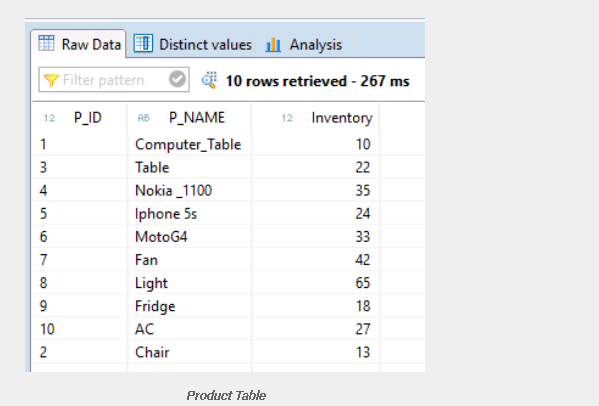 Raw Data Distinct values Analysis
Filter pattern 10 rows retrieved - 267 ms
12 P_ID AB P_NAME 12 Inventory
1 Computer_Table 10
3 Table 22
4 Nokia _1100 35
5 Iphone 5s 24
6 MotoG4 33
7 Fan 42
8 Light 65
9 Fridge 18
10 AC 27
2 Chair 13
Product Table